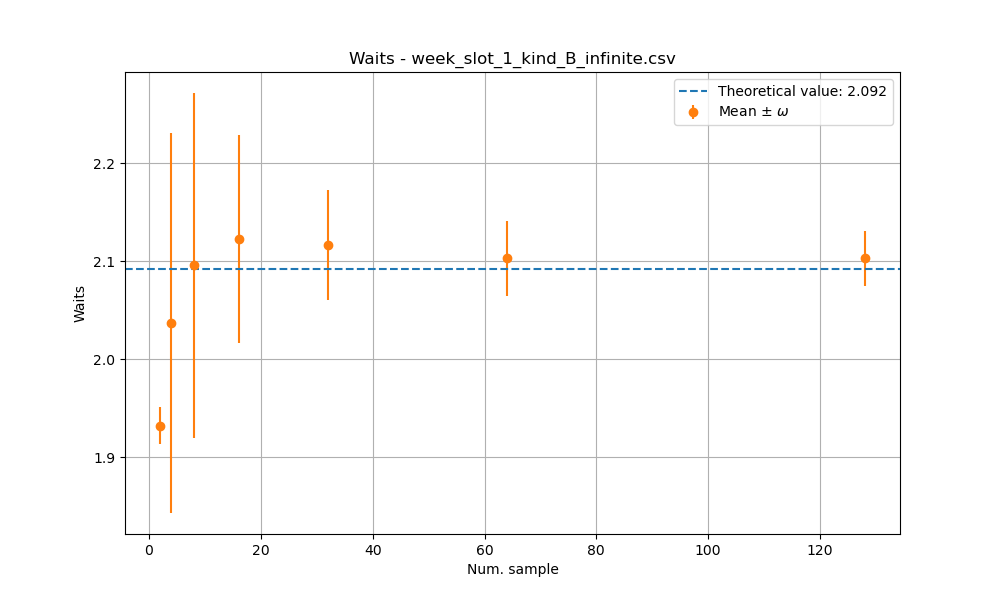 Waits - week_slot_1_kind_B_infinite.csv
Theoretical value: 2.092
Mean ± ω
2.2
2.1
2.0
1.9
Waits
0 20 40 60 80 100 120
Num. sample